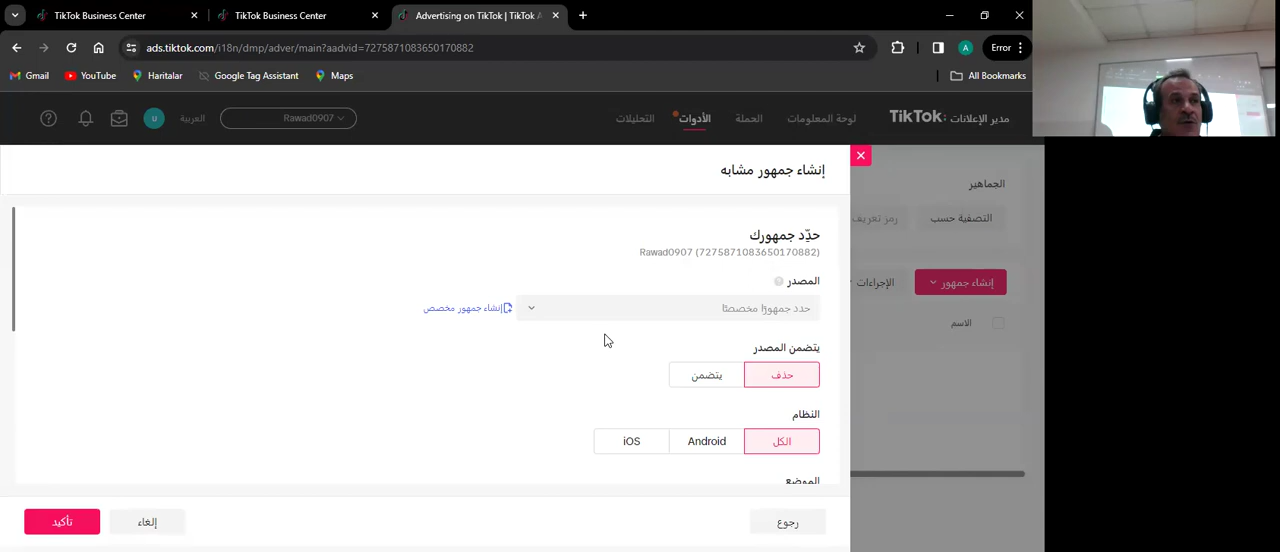 TikTok Business Center
TikTok Business Center
Advertising on TikTok | TikTok A
ads.tiktok.com/i18n/dmp/adver/main?aadvid=7275871083650170882
A
Error
Gmail
YouTube
Haritalar
Google Tag Assistant
Maps
All Bookmarks
TikTok: مدير الإعلانات
لوحة المعلومات
الحملة
الأدوات
التحليلات
Rawad0907
العربية
U
إنشاء جمهور مشابه
الجماهير
التصفية حسب
رمز تعريف
إنشاء جمهور
الإجراءات
الاسم
حدِّد جمهورك
Rawad0907 (7275871083650170882)
المصدر
حدد جمهورًا مخصصًا
إنشاء جمهور مخصص
يتضمن المصدر
حذف
يتضمن
النظام
الكل
Android
iOS
الموضع
رجوع
إلغاء
تأكيد